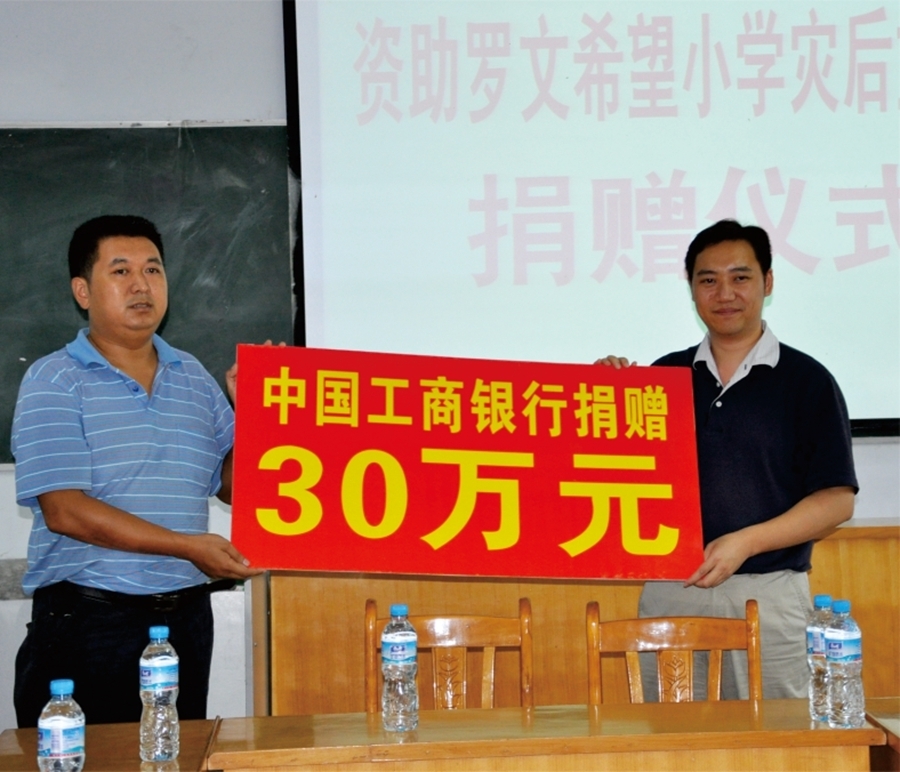 资助罗文希望小学灾后
捐赠仪式
中国工商银行捐赠
30万元